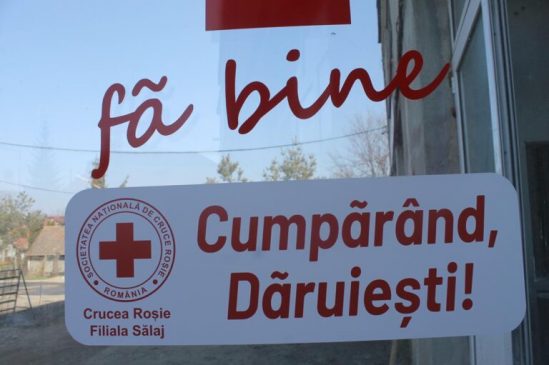 fã bine
SOCIETATEA NAȚIONALĂ DE CRUCE ROȘIE
ROMÂNIA
Crucea Roșie
Filiala Sălaj
Cumpãrând,
Dãruiești!